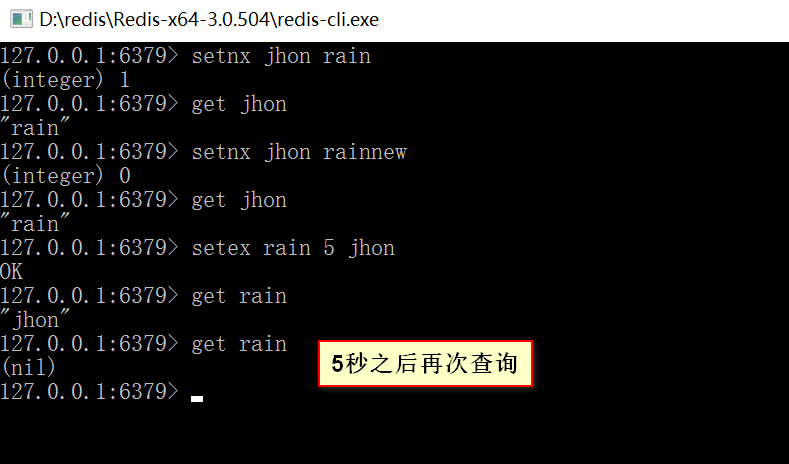 D:\redis\Redis-x64-3.0.504\redis-cli.exe
127.0.0.1:6379> setnx jhon rain
(integer) 1
127.0.0.1:6379> get jhon
"rain"
127.0.0.1:6379> setnx jhon rainnew
(integer) 0
127.0.0.1:6379> get jhon
"rain"
127.0.0.1:6379> setex rain 5 jhon
OK
127.0.0.1:6379> get rain
"jhon"
127.0.0.1:6379> get rain
5秒之后再次查询
(nil)
127.0.0.1:6379>